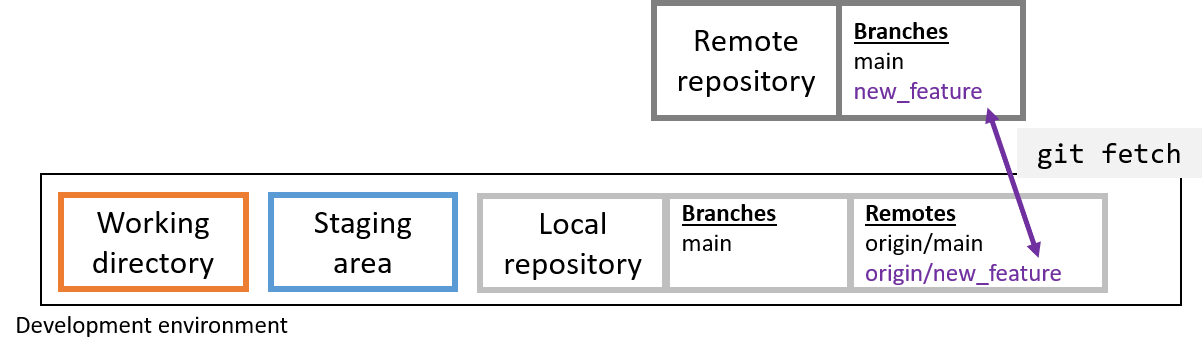 Remote
repository
Branches
main
new_feature
git fetch
Working
directory
Staging
area
Local
repository
Branches
main
Remotes
origin/main
origin/new_feature
Development environment